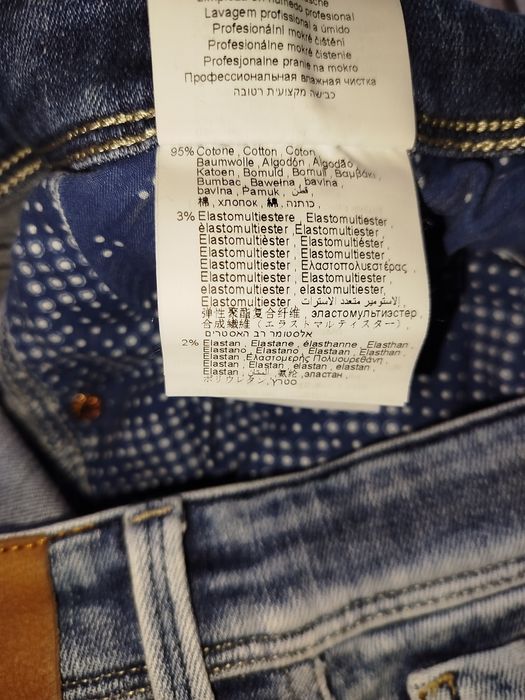 Lavagem profissional a úmido
Profesionální mokré čištění
Profesionálne mokré čistenie
Profesjonalne pranie na mokro
Профессиональная влажная чистка
כביסה מקצועית רטובה
95% Cotone , Cotton , Coton ,
Baumwolle , Algodón , Algodão ,
Katoen , Bomuld , Bomull , Βαμβάκι ,
Bumbac , Bawełna , bavlna ,
bavlna , Pamuk , قطن ,
棉 , хлопок , 綿 , כותנה ,
3% Elastomultiestere , Elastomultiester ,
élastomultiester , Elastomultiester ,
Elastomultièster , Elastomultiéster ,
Elastomultiester , Elastomultiester ,
Elastomultiester , Ελαστοπολυεστέρας ,
Elastomultiester , Elastomultiester ,
elastomultiester , elastomultiester ,
Elastomultiester , الاستومير متعدد الاسترات ,
弹性聚酯复合纤维 , эластомультиэстер ,
合成繊維（エラストマルティエスター） ,
אלסטומר רב האסטרים
2% Elastan , Elastane , élasthanne , Elasthan ,
Elastano , Elastano , Elastaan , Elasthan ,
Elastan , Ελαστομερής Πολυουρεθάνη ,
Elastan , Elastan , elastan , elastan ,
Elastan , , 氨纶 , эластан ,
ポリウレタン , סטרץ ,